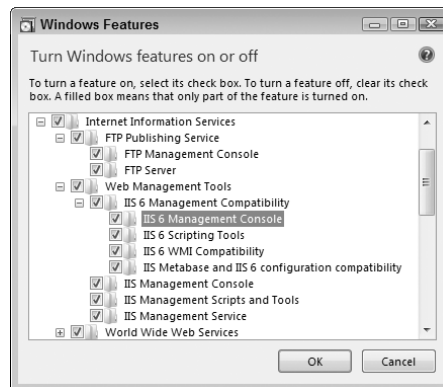 Windows Features
Turn Windows features on or off
To turn a feature on, select its check box. To turn a feature off, clear its check
box. A filled box means that only part of the feature is turned on.
Internet Information Services
FTP Publishing Service
FTP Management Console
FTP Server
Web Management Tools
IIS 6 Management Compatibility
IIS 6 Management Console
IIS 6 Scripting Tools
IIS 6 WMI Compatibility
IIS Metabase and IIS 6 configuration compatibility
IIS Management Console
IIS Management Scripts and Tools
IIS Management Service
World Wide Web Services
OK Cancel